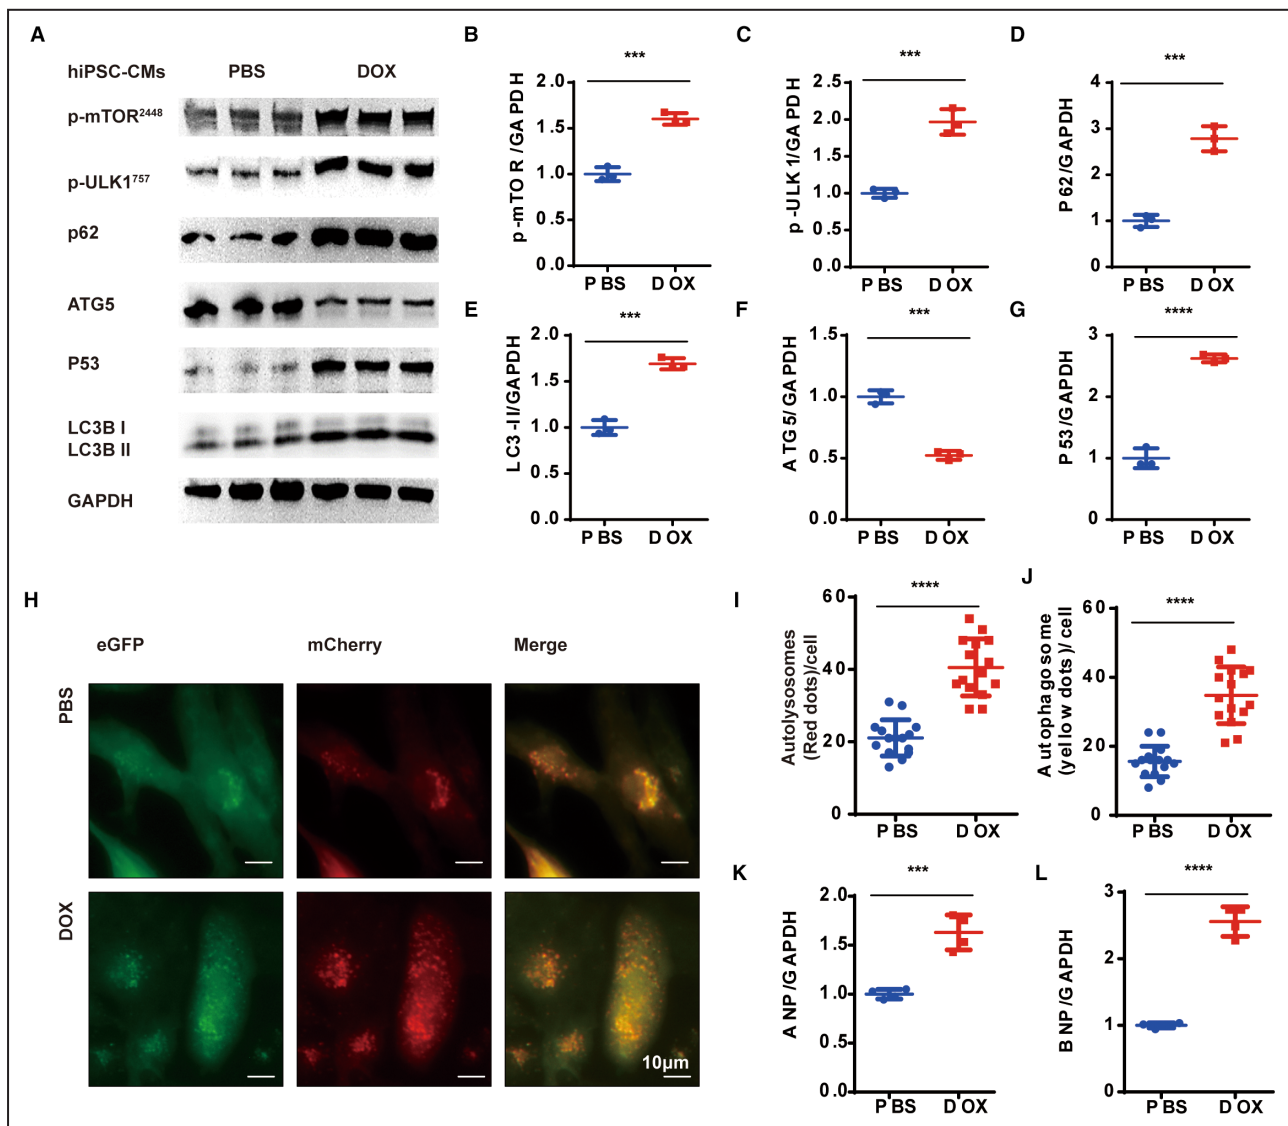 A
hiPSC-CMs PBS DOX
p-mTOR²⁴⁴⁸
p-ULK1⁷⁵⁷
p62
ATG5
P53
LC3B I
LC3B II
GAPDH
B
***
p-mTOR/GAPDH
2.0
1.5
1.0
0.5
0.0
PBS DOX
C
***
p-ULK1/GAPDH
2.5
2.0
1.5
1.0
0.5
0.0
PBS DOX
D
***
P62/GAPDH
4
3
2
1
0
PBS DOX
E
***
LC3-II/GAPDH
2.0
1.5
1.0
0.5
0.0
PBS DOX
F
***
ATG5/GAPDH
1.5
1.0
0.5
0.0
PBS DOX
G
****
P53/GAPDH
3
2
1
0
PBS DOX
H
eGFP mCherry Merge
PBS
DOX
10μm
I
****
Autolysosomes
(Red dots)/cell
60
40
20
0
PBS DOX
J
****
Autophagosome
(yellow dots)/cell
60
40
20
0
PBS DOX
K
***
ANP/GAPDH
2.0
1.5
1.0
0.5
0.0
PBS DOX
L
****
BNP/GAPDH
3
2
1
0
PBS DOX